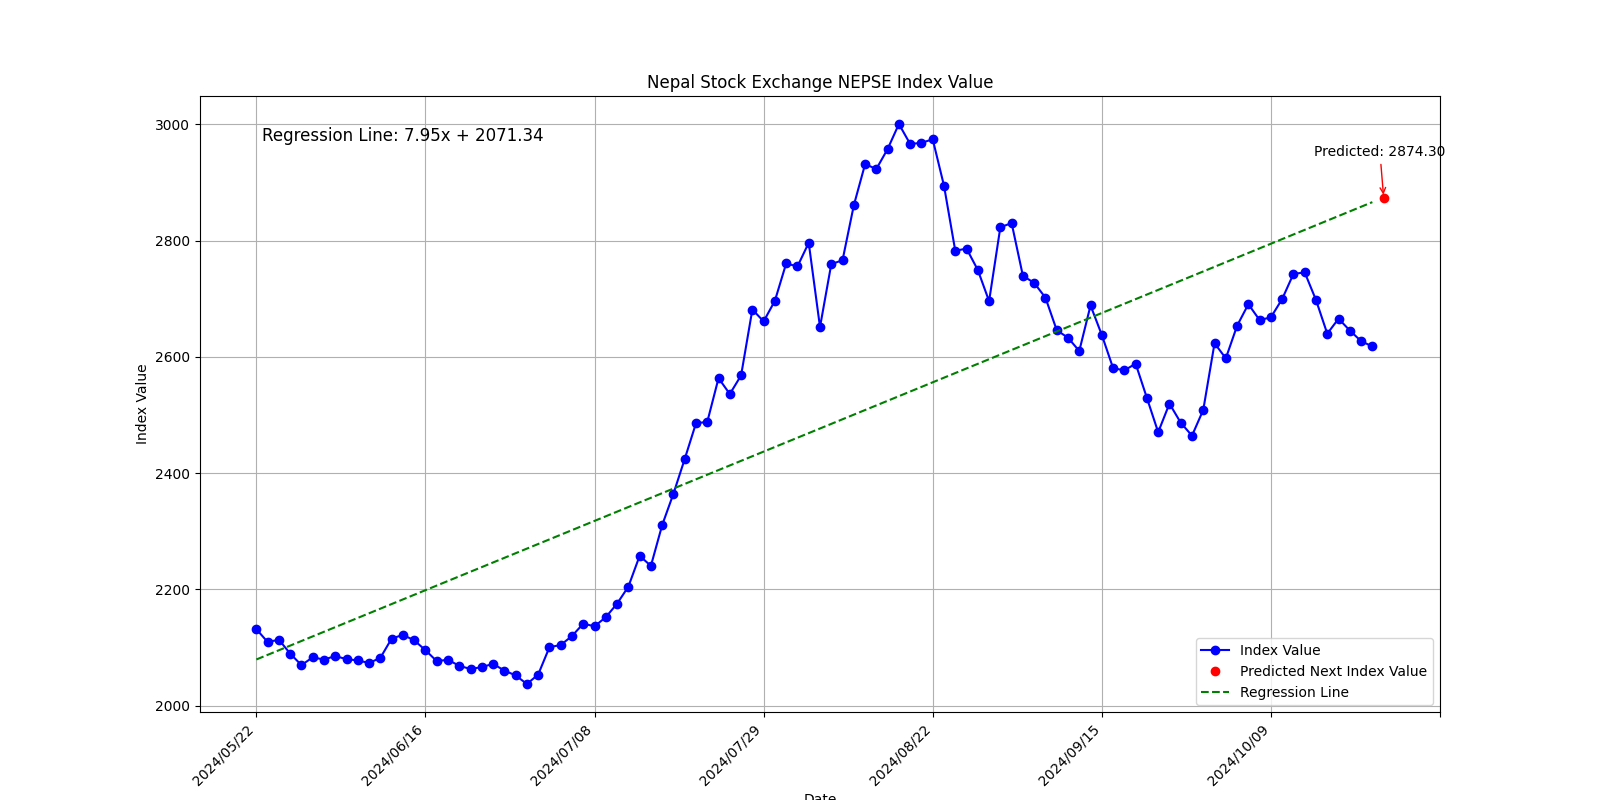 Nepal Stock Exchange NEPSE Index Value
3000
Regression Line: 7.95x + 2071.34
Predicted: 2874.30
2800
2600
Index Value
2400
2200
2000
Index Value
Predicted Next Index Value
Regression Line
2024/05/22
2024/06/16
2024/07/08
2024/07/29
2024/08/22
2024/09/15
2024/10/09
Date